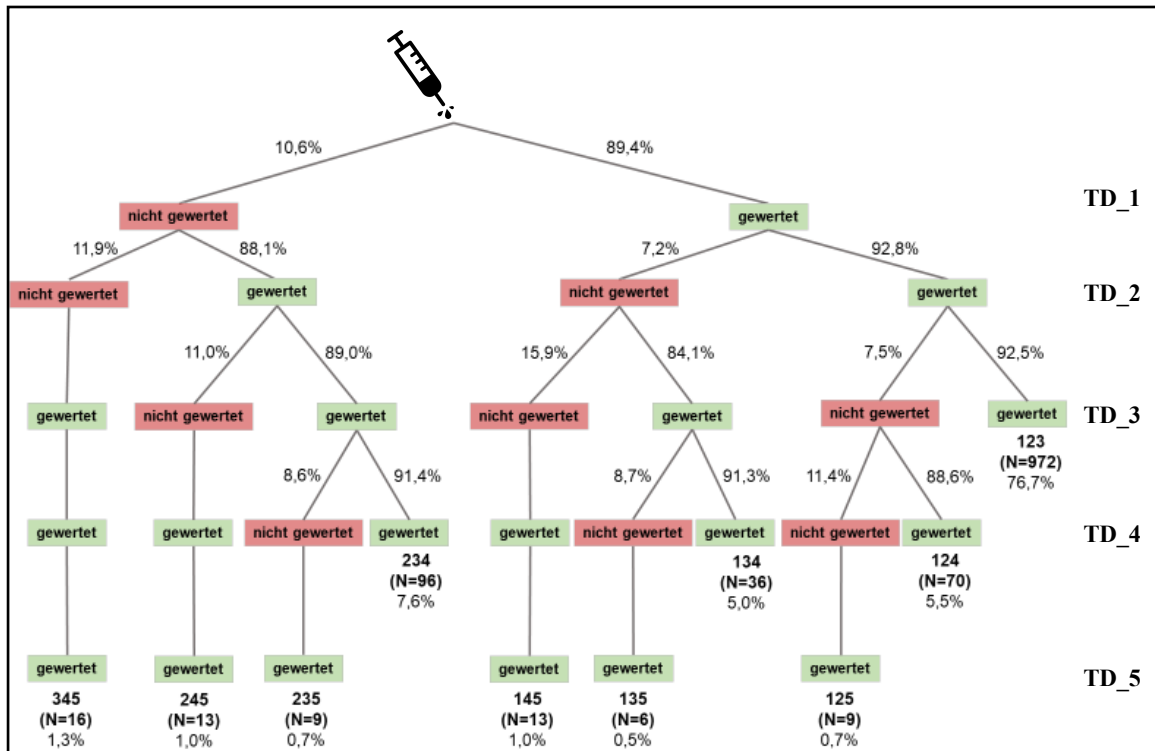 10,6%
89,4%
TD_1
nicht gewertet
gewertet
11,9%
88,1%
7,2%
92,8%
nicht gewertet
gewertet
nicht gewertet
gewertet
TD_2
11,0%
89,0%
15,9%
84,1%
7,5%
92,5%
gewertet
nicht gewertet
gewertet
nicht gewertet
gewertet
nicht gewertet
gewertet
TD_3
123
(N=972)
76,7%
8,6%
91,4%
8,7%
91,3%
11,4%
88,6%
gewertet
gewertet
nicht gewertet
gewertet
gewertet
nicht gewertet
gewertet
nicht gewertet
gewertet
TD_4
234
(N=96)
7,6%
134
(N=36)
5,0%
124
(N=70)
5,5%
gewertet
gewertet
gewertet
gewertet
gewertet
gewertet
TD_5
345
(N=16)
1,3%
245
(N=13)
1,0%
235
(N=9)
0,7%
145
(N=13)
1,0%
135
(N=6)
0,5%
125
(N=9)
0,7%